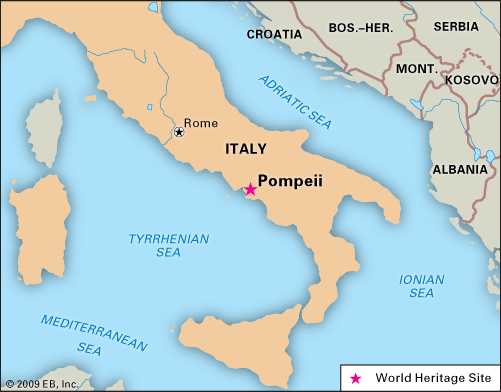 CROATIA
BOS.–HER.
SERBIA
MONT.
KOSOVO
ADRIATIC SEA
Rome
ITALY
ALBANIA
Pompeii
TYRRHENIAN
SEA
IONIAN
SEA
MEDITERRANEAN
SEA
© 2009 EB, Inc.
World Heritage Site